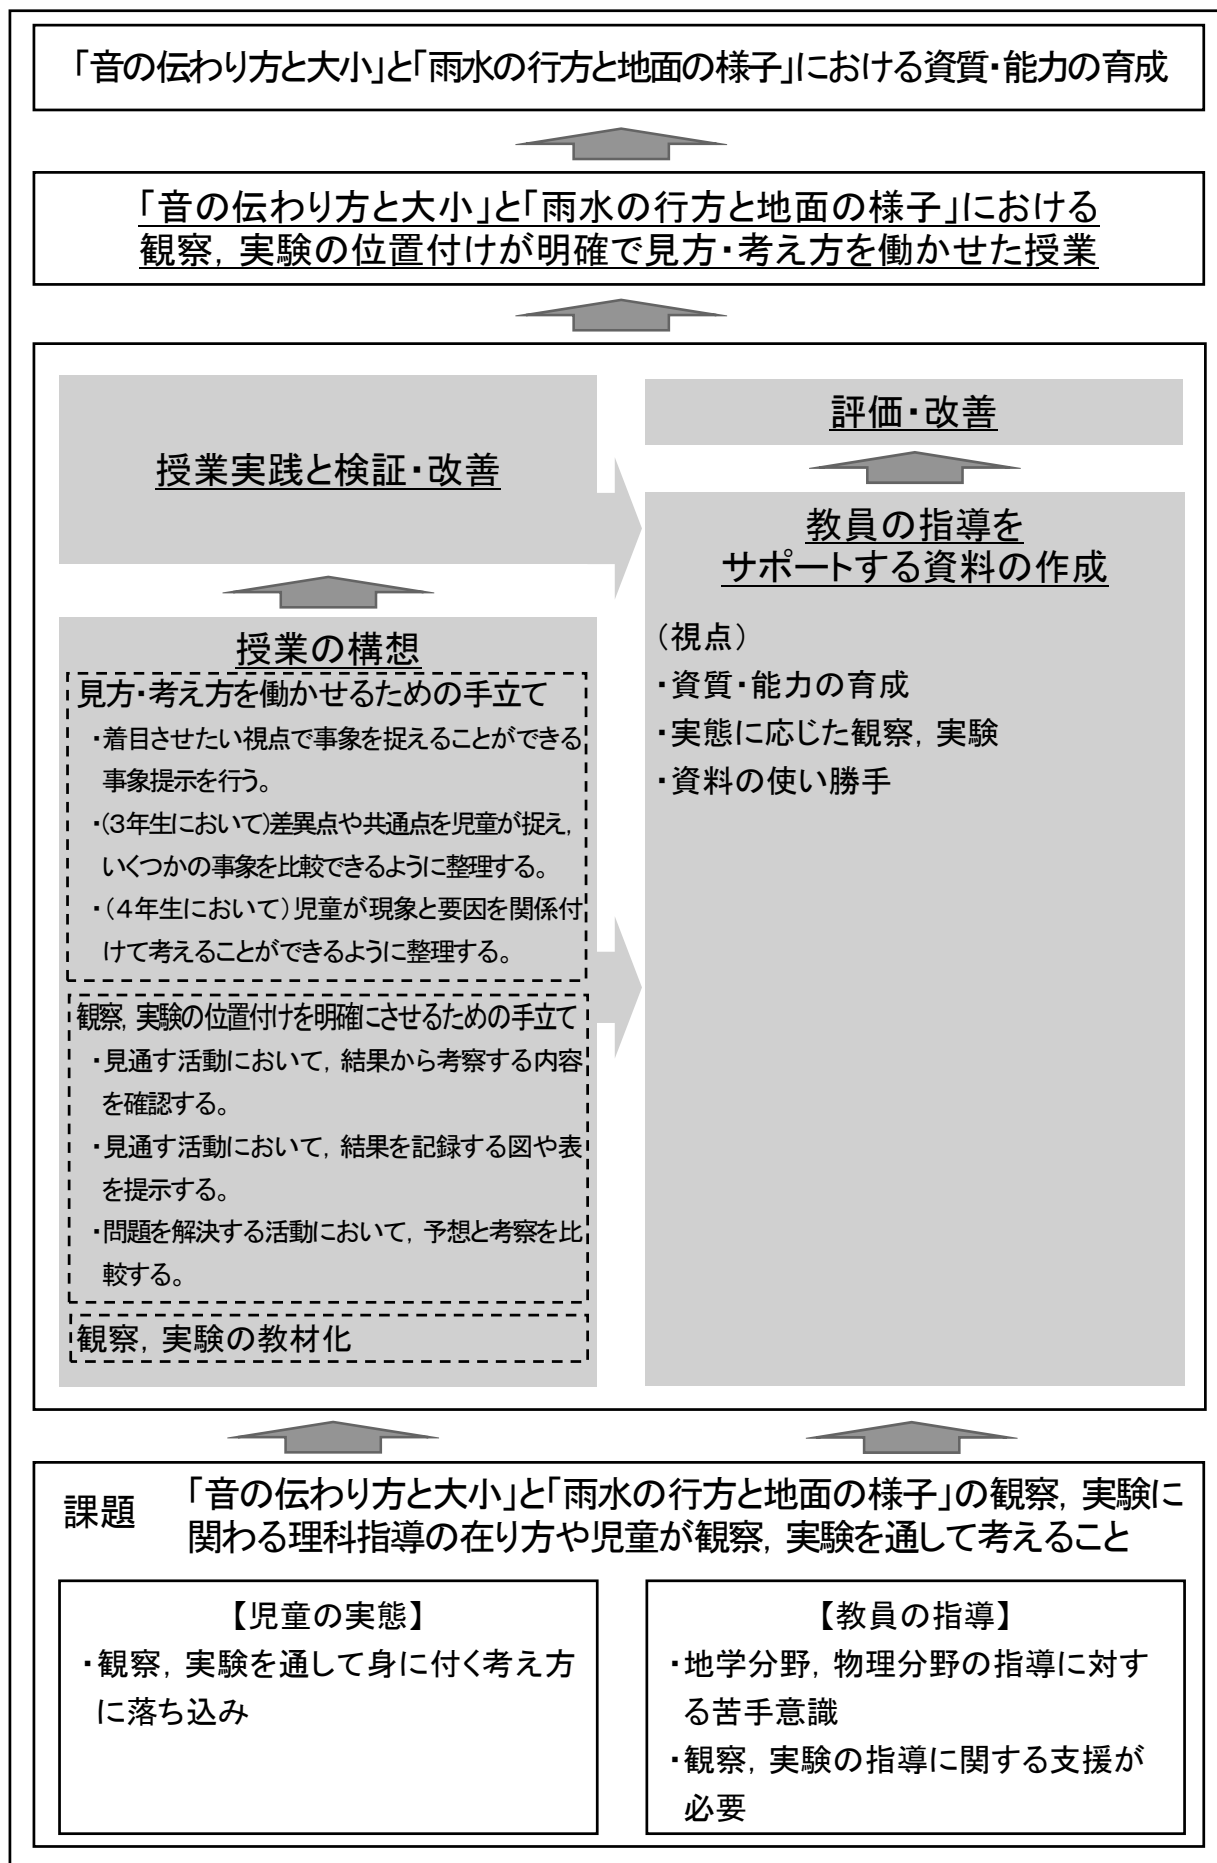 「音の伝わり方と大小」と「雨水の行方と地面の様子」における資質・能力の育成
「音の伝わり方と大小」と「雨水の行方と地面の様子」における
観察，実験の位置付けが明確で見方・考え方を働かせた授業
授業実践と検証・改善
評価・改善
教員の指導を
サポートする資料の作成
（視点）
・資質・能力の育成
・実態に応じた観察，実験
・資料の使い勝手
授業の構想
見方・考え方を働かせるための手立て
・着目させたい視点で事象を捉えることができる
事象提示を行う。
・(３年生において)差異点や共通点を児童が捉え，
いくつかの事象を比較できるように整理する。
・（４年生において）児童が現象と要因を関係付
けて考えることができるように整理する。
観察，実験の位置付けを明確にさせるための手立て
・見通す活動において，結果から考察する内容
を確認する。
・見通す活動において，結果を記録する図や表
を提示する。
・問題を解決する活動において，予想と考察を比
較する。
観察，実験の教材化
課題
「音の伝わり方と大小」と「雨水の行方と地面の様子」の観察，実験に
関わる理科指導の在り方や児童が観察，実験を通して考えること
【児童の実態】
・観察，実験を通して身に付く考え方
に落ち込み
【教員の指導】
・地学分野，物理分野の指導に対す
る苦手意識
・観察，実験の指導に関する支援が
必要